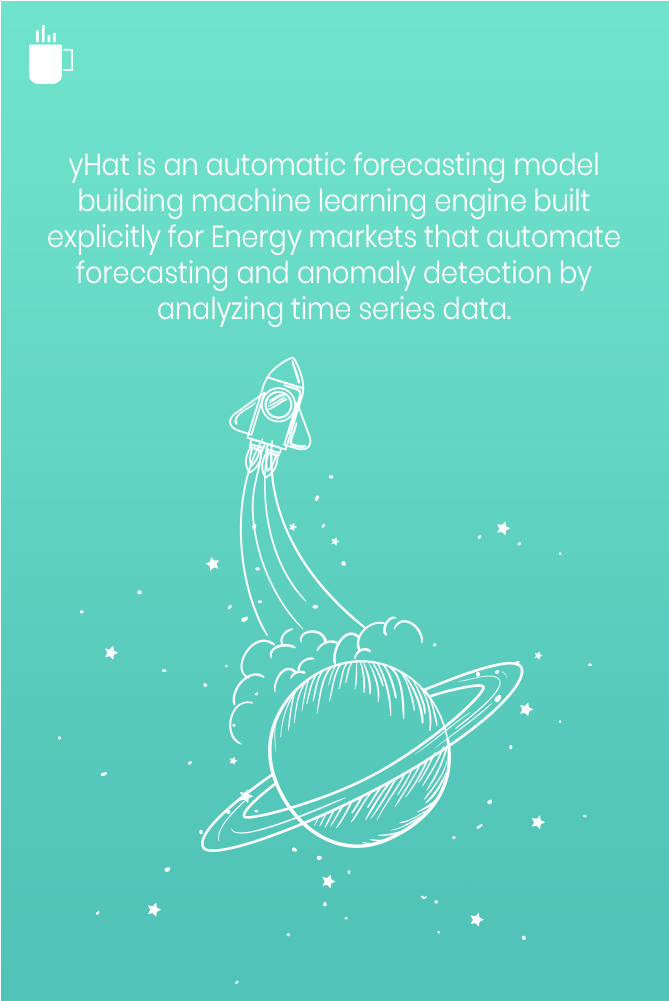 yHat is an automatic forecasting model
building machine learning engine built
explicitly for Energy markets that automate
forecasting and anomaly detection by
analyzing time series data.